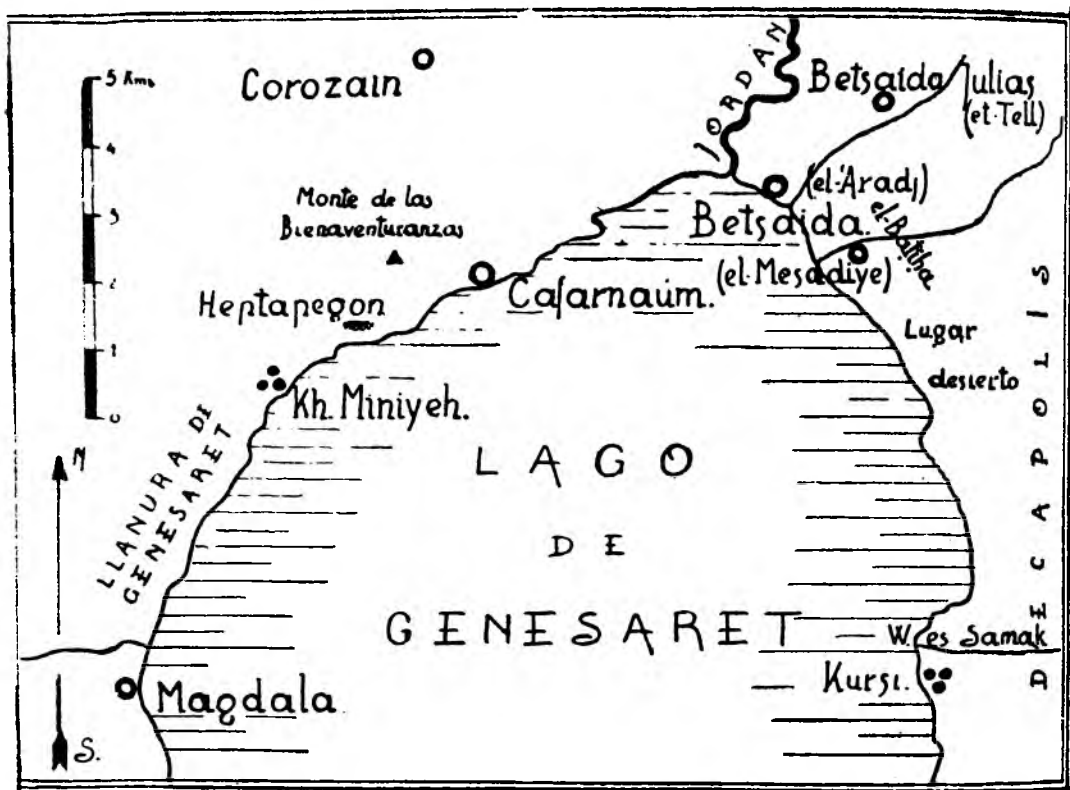 5 Kms
4
3
2
1
0
Corozain
JORDAN
Betsaida Julias
(et-Tell)
(el-'Aradj)
Betsaida.
el-Batiha
(el-Mesadiye)
Monte de las
Bienaventuranzas
Cafarnaúm.
Heptapegon
Lugar
desierto
Kh. Miniyeh.
N
LLANURA DE
GENESARET
LAGO
DE
GENESARET
DECAPOLIS
W. es Samak
Kursi.
Magdala
S.